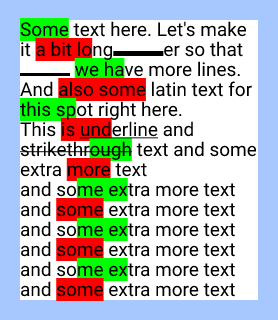 Some text here. Let's make
it a bit longer so that
we have more lines.
And also some latin text for
this spot right here.
This is underline and
strikethrough text and some
extra more text
and some extra more text
and some extra more text
and some extra more text
and some extra more text
and some extra more text
and some extra more text